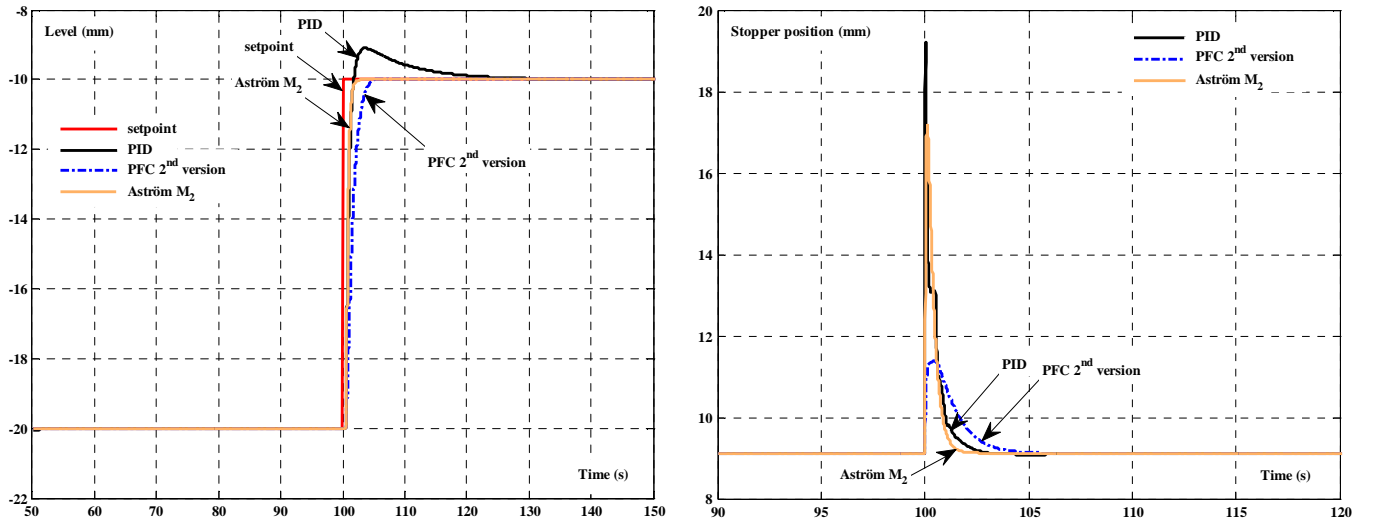 -8
-10
-12
-14
-16
-18
-20
-22
50 60 70 80 90 100 110 120 130 140 150
Level (mm)
PID
setpoint
Aström M2
setpoint
PID
PFC 2nd version
Aström M2
PFC 2nd version
Time (s)
20
18
16
14
12
10
8
90 95 100 105 110 115 120
Stopper position (mm)
PID
PFC 2nd version
Aström M2
PID
PFC 2nd version
Aström M2
Time (s)